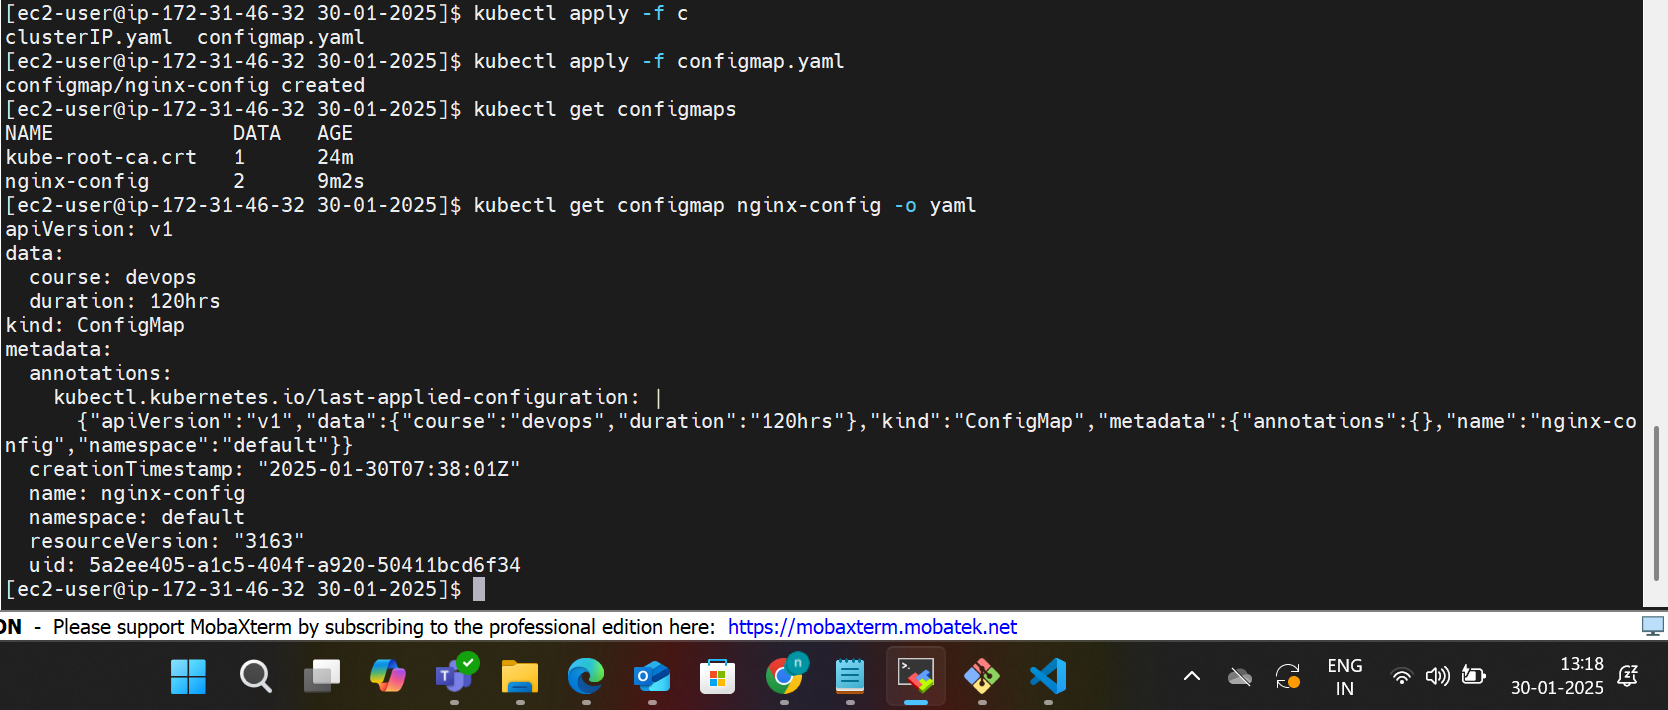 [ec2-user@ip-172-31-46-32 30-01-2025]$ kubectl apply -f c
clusterIP.yaml  configmap.yaml
[ec2-user@ip-172-31-46-32 30-01-2025]$ kubectl apply -f configmap.yaml
configmap/nginx-config created
[ec2-user@ip-172-31-46-32 30-01-2025]$ kubectl get configmaps
NAME               DATA   AGE
kube-root-ca.crt   1      24m
nginx-config       2      9m2s
[ec2-user@ip-172-31-46-32 30-01-2025]$ kubectl get configmap nginx-config -o yaml
apiVersion: v1
data:
  course: devops
  duration: 120hrs
kind: ConfigMap
metadata:
  annotations:
    kubectl.kubernetes.io/last-applied-configuration: |
      {"apiVersion":"v1","data":{"course":"devops","duration":"120hrs"},"kind":"ConfigMap","metadata":{"annotations":{},"name":"nginx-co
nfig","namespace":"default"}}
  creationTimestamp: "2025-01-30T07:38:01Z"
  name: nginx-config
  namespace: default
  resourceVersion: "3163"
  uid: 5a2ee405-a1c5-404f-a920-50411bcd6f34
[ec2-user@ip-172-31-46-32 30-01-2025]$
ON  -  Please support MobaXterm by subscribing to the professional edition here:  https://mobaxterm.mobatek.net
ENG
IN
13:18
30-01-2025